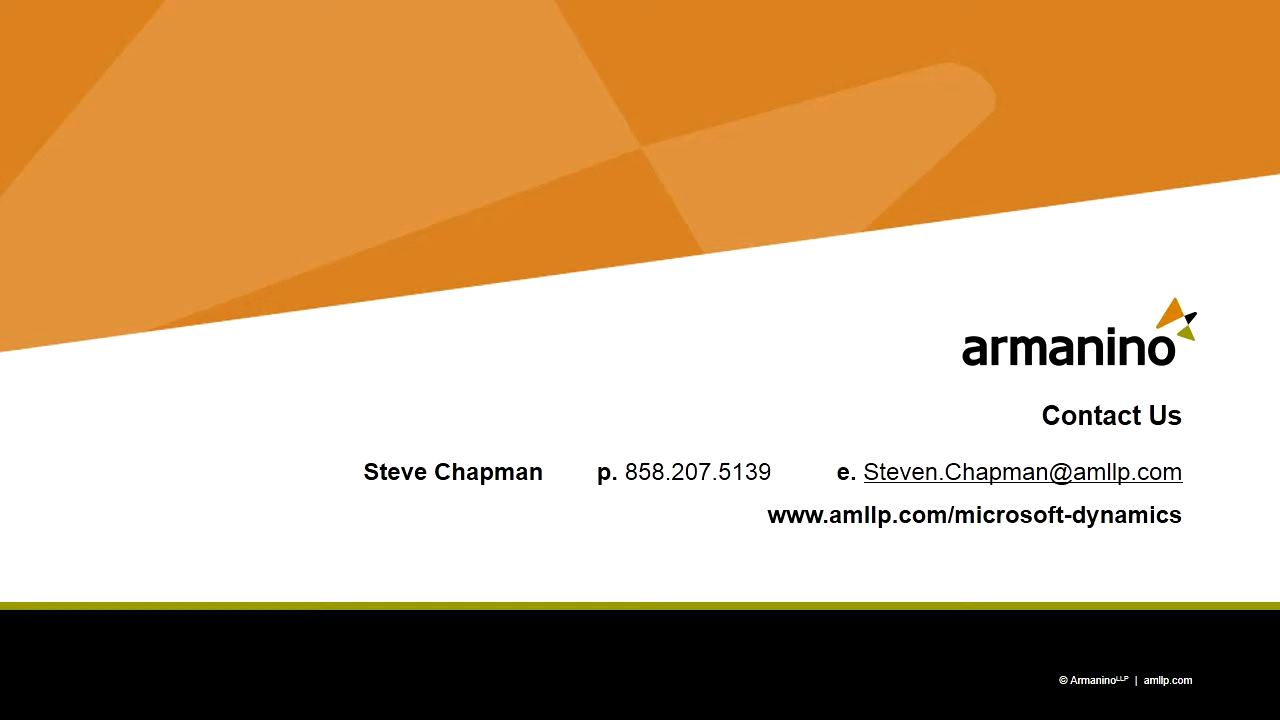 armanino
Contact Us
Steve Chapman p. 858.207.5139 e. Steven.Chapman@amllp.com
www.amllp.com/microsoft-dynamics
© ArmaninoLLP | amllp.com